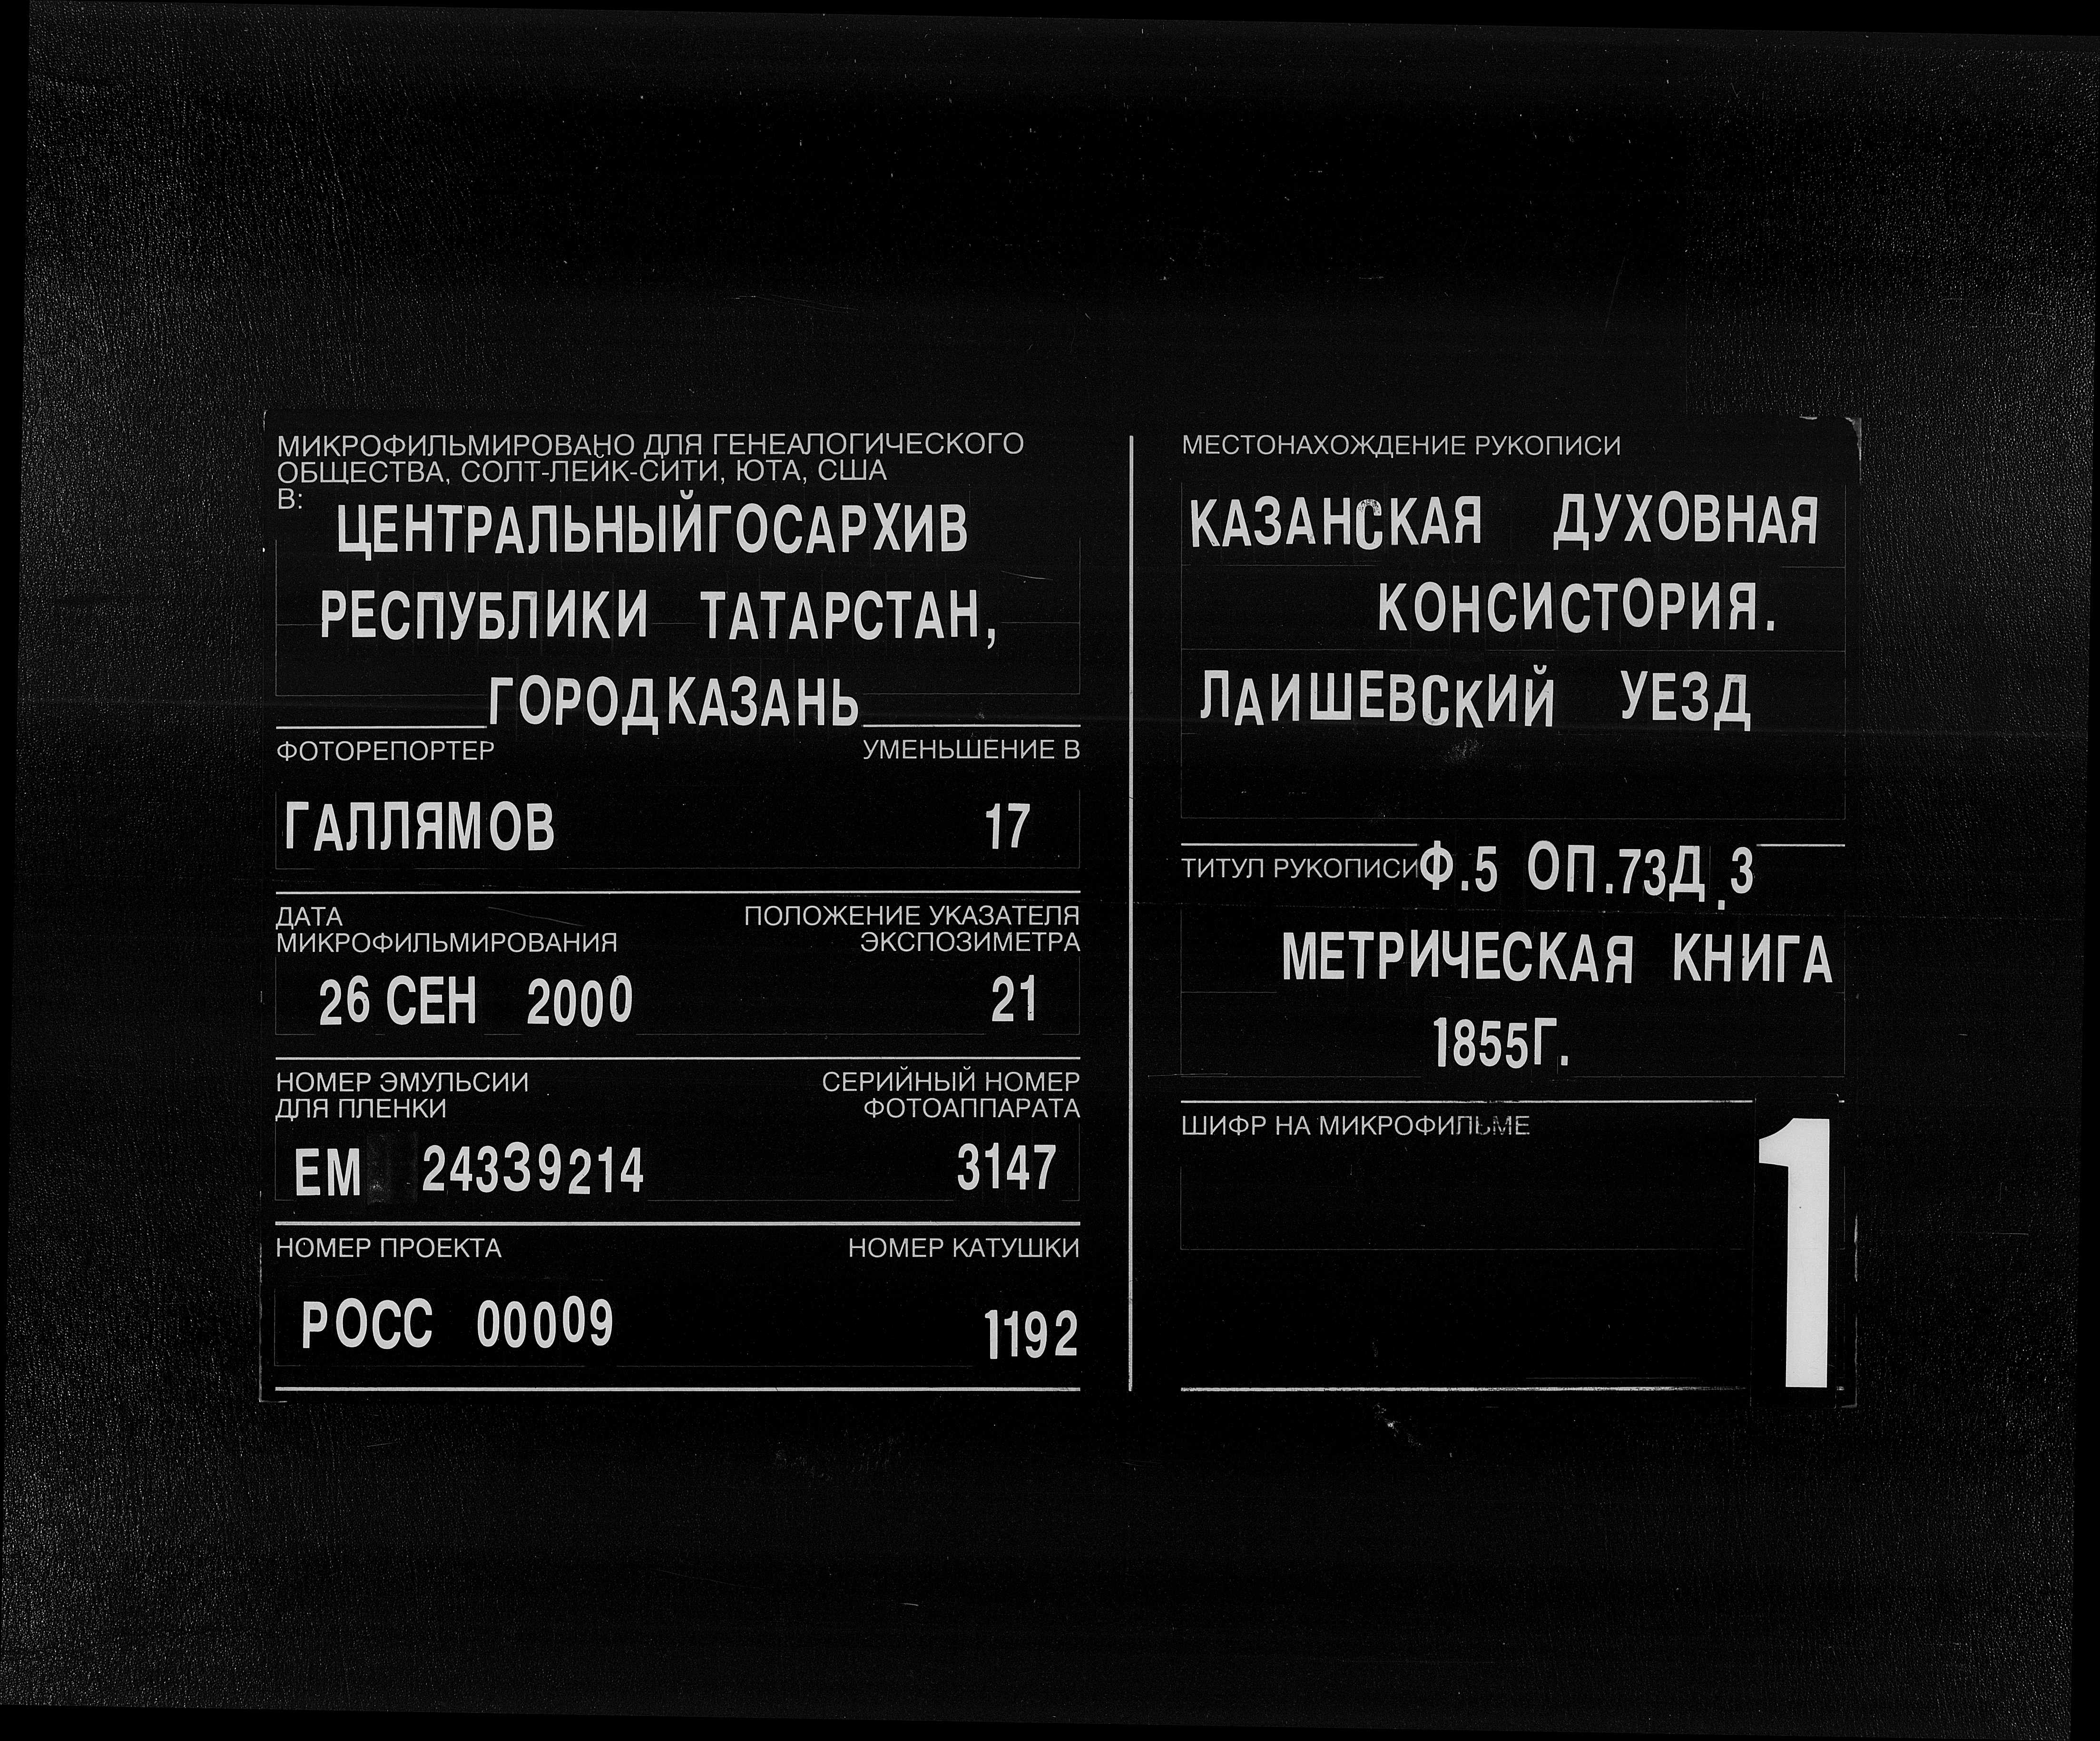 МИКРОФИЛЬМИРОВАНО ДЛЯ ГЕНЕАЛОГИЧЕСКОГО
ОБЩЕСТВА, СОЛТ-ЛЕЙК-СИТИ, ЮТА, США
В:
ЦЕНТРАЛЬНЫЙГОСАРХИВ
РЕСПУБЛИКИ ТАТАРСТАН,
ГОРОД КАЗАНЬ
ФОТОРЕПОРТЕР УМЕНЬШЕНИЕ В
ГАЛЛЯМОВ 17
ДАТА
МИКРОФИЛЬМИРОВАНИЯ
ПОЛОЖЕНИЕ УКАЗАТЕЛЯ
ЭКСПОЗИМЕТРА
26 СЕН 2000 21
НОМЕР ЭМУЛЬСИИ
ДЛЯ ПЛЕНКИ
СЕРИЙНЫЙ НОМЕР
ФОТОАППАРАТА
ЕМ 24339214 3147
НОМЕР ПРОЕКТА НОМЕР КАТУШКИ
РОСС 00009 1192
МЕСТОНАХОЖДЕНИЕ РУКОПИСИ
КАЗАНСКАЯ ДУХОВНАЯ
КОНСИСТОРИЯ.
ЛАИШЕВСКИЙ УЕЗД
ТИТУЛ РУКОПИСИ Ф.5 ОП.73Д.3
МЕТРИЧЕСКАЯ КНИГА
1855Г.
ШИФР НА МИКРОФИЛЬМЕ
1